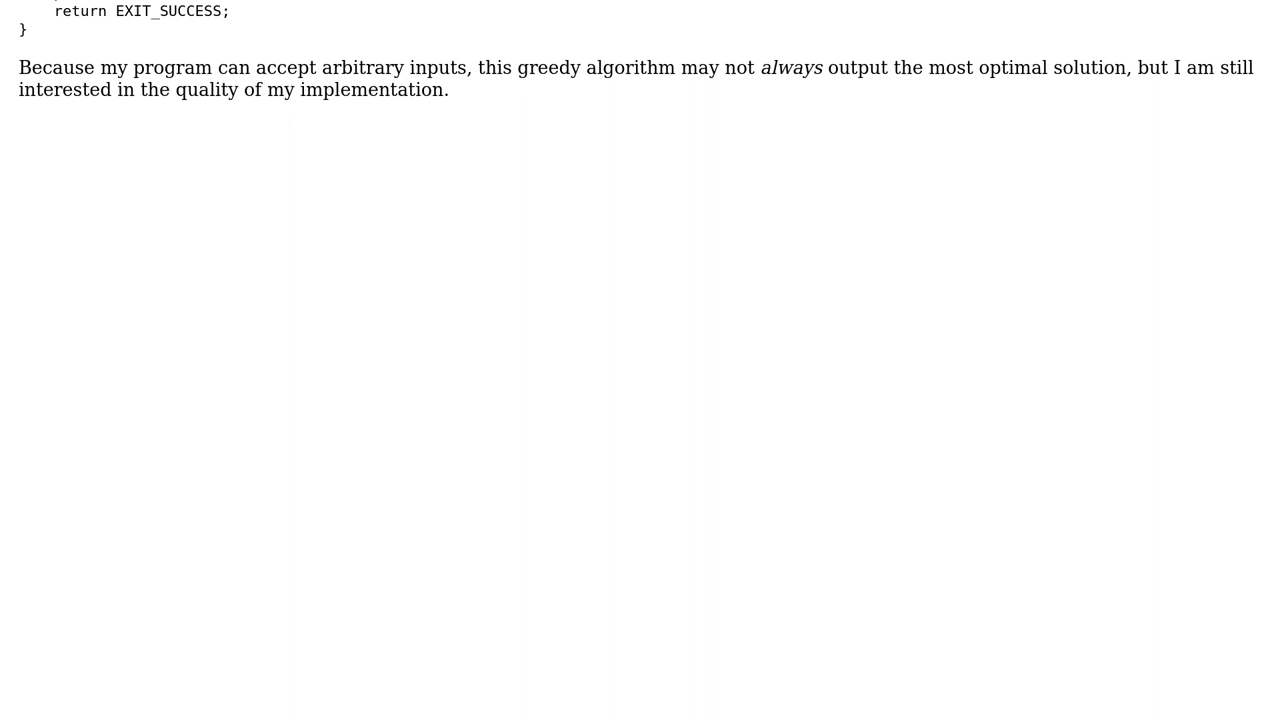 return EXIT_SUCCESS;
}
Because my program can accept arbitrary inputs, this greedy algorithm may not always output the most optimal solution, but I am still
interested in the quality of my implementation.